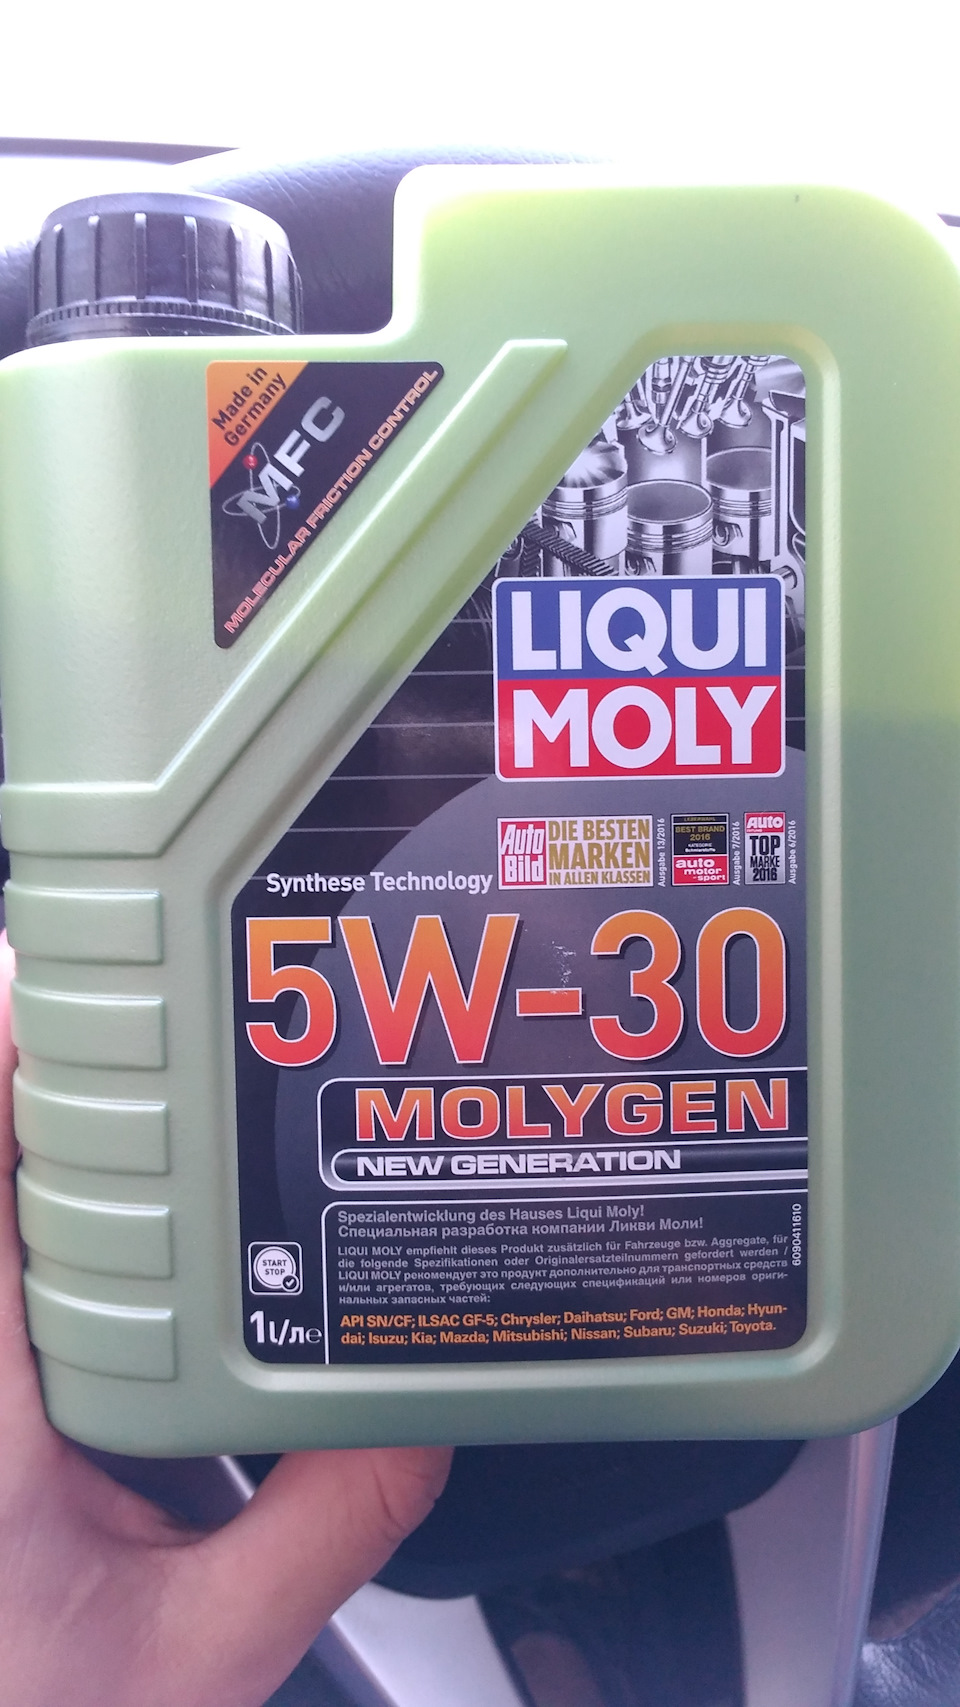 Made in
Germany
MFC
MOLECULAR FRICTION CONTROL
LIQUI
MOLY
Auto
Bild
DIE BESTEN
MARKEN
IN ALLEN KLASSEN
Ausgabe 13/2016
LESERWAHL
BEST BRAND
2016
KATEGORIE
Schmierstoffe
auto
motor
sport
Ausgabe 7/2016
Auto
ZEITUNG
TOP
MARKE
2016
Ausgabe 6/2016
Synthese Technology
5W-30
MOLYGEN
NEW GENERATION
Spezialentwicklung des Hauses Liqui Moly!
Специальная разработка компании Ликви Моли!
LIQUI MOLY empfiehlt dieses Produkt zusätzlich für Fahrzeuge bzw. Aggregate, für
die folgende Spezifikationen oder Originalersatzteilnummern gefordert werden /
LIQUI MOLY рекомендует это продукт дополнительно для транспортных средств
и/или агрегатов, требующих следующих спецификаций или номеров ориги-
нальных запасных частей:
API SN/CF; ILSAC GF-5; Chrysler; Daihatsu; Ford; GM; Honda; Hyun-
dai; Isuzu; Kia; Mazda; Mitsubishi; Nissan; Subaru; Suzuki; Toyota.
6090411610
START
STOP
1l/лe